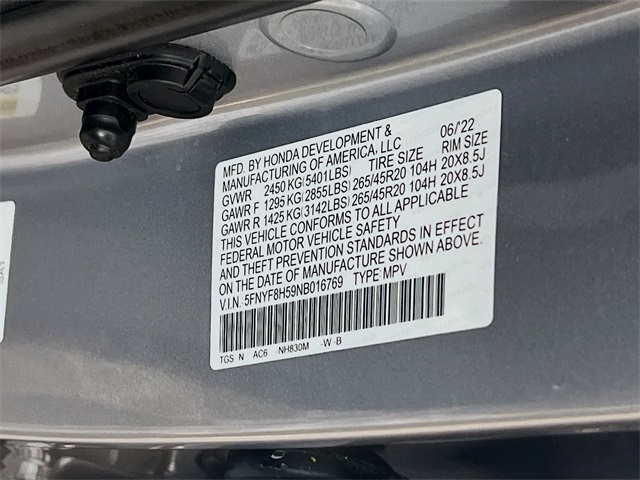 MFD. BY HONDA DEVELOPMENT & 06/'22
MANUFACTURING OF AMERICA, LLC TIRE SIZE RIM SIZE
GVWR 2450 KG(5401LBS)
GAWR F 1295 KG(2855LBS) 265/45R20 104H 20X8.5J
GAWR R 1425 KG(3142LBS) 265/45R20 104H 20X8.5J
THIS VEHICLE CONFORMS TO ALL APPLICABLE
FEDERAL MOTOR VEHICLE SAFETY
AND THEFT PREVENTION STANDARDS IN EFFECT
ON THE DATE OF MANUFACTURE SHOWN ABOVE.
V.I.N. 5FNYF8H59NB016769 TYPE: MPV
TGS N AC6 -NH830M -W -B